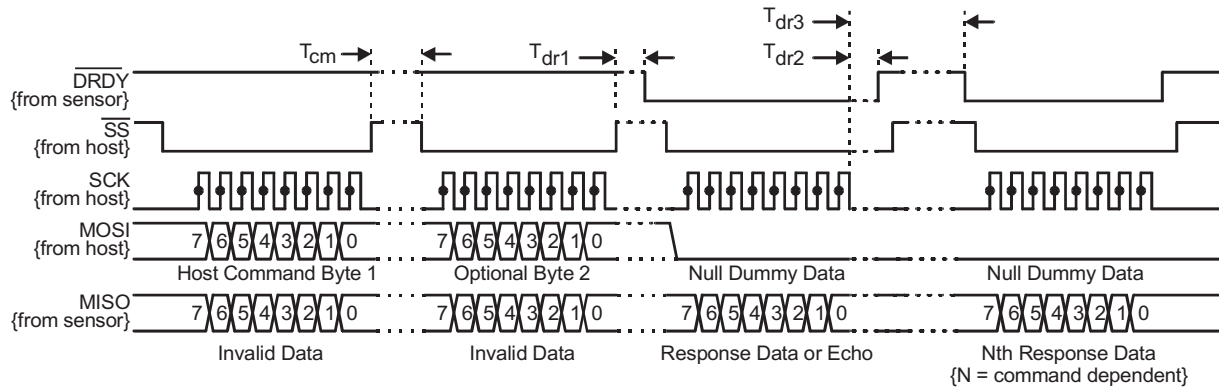 Tdr3
Tcm
Tdr1
Tdr2
DRDY
{from sensor}
SS
{from host}
SCK
{from host}
MOSI
{from host}
7 6 5 4 3 2 1 0
7 6 5 4 3 2 1 0
Host Command Byte 1
Optional Byte 2
Null Dummy Data
Null Dummy Data
MISO
{from sensor}
7 6 5 4 3 2 1 0
7 6 5 4 3 2 1 0
7 6 5 4 3 2 1 0
7 6 5 4 3 2 1 0
Invalid Data
Invalid Data
Response Data or Echo
Nth Response Data
{N = command dependent}